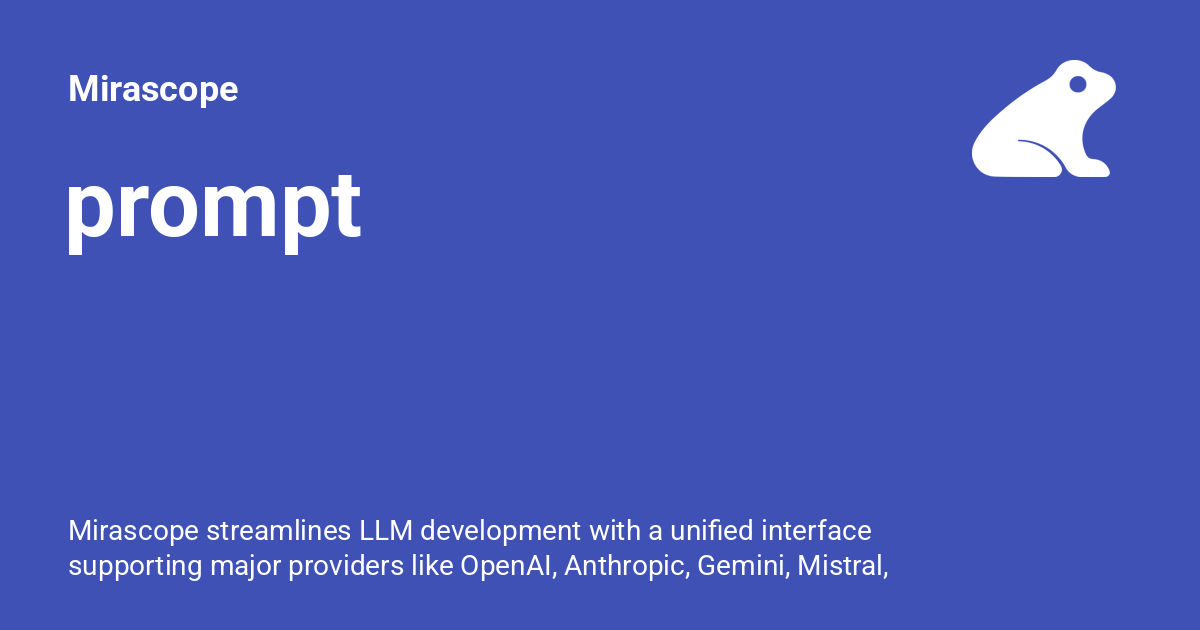 Mirascope
prompt
Mirascope streamlines LLM development with a unified interface
supporting major providers like OpenAI, Anthropic, Gemini, Mistral,